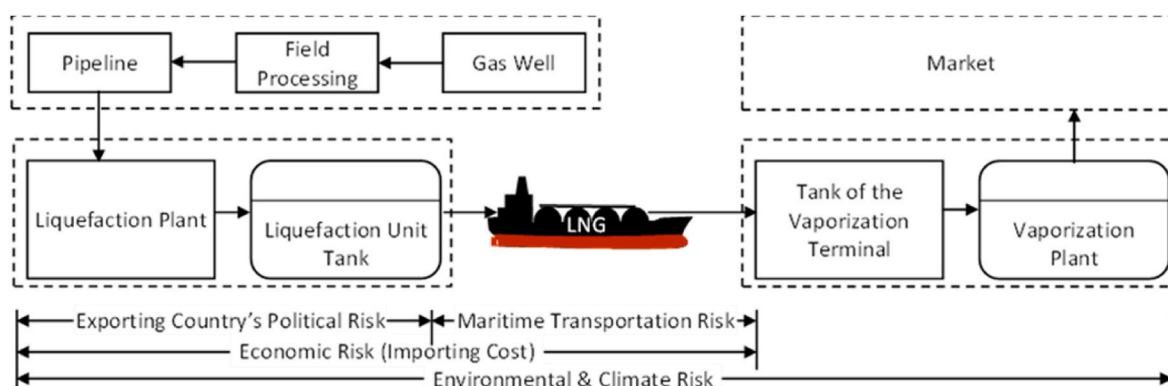 Pipeline
Field
Processing
Gas Well
Market
Liquefaction Plant
Liquefaction Unit
Tank
LNG
Tank of the
Vaporization
Terminal
Vaporization
Plant
Exporting Country's Political Risk
Maritime Transportation Risk
Economic Risk (Importing Cost)
Environmental & Climate Risk